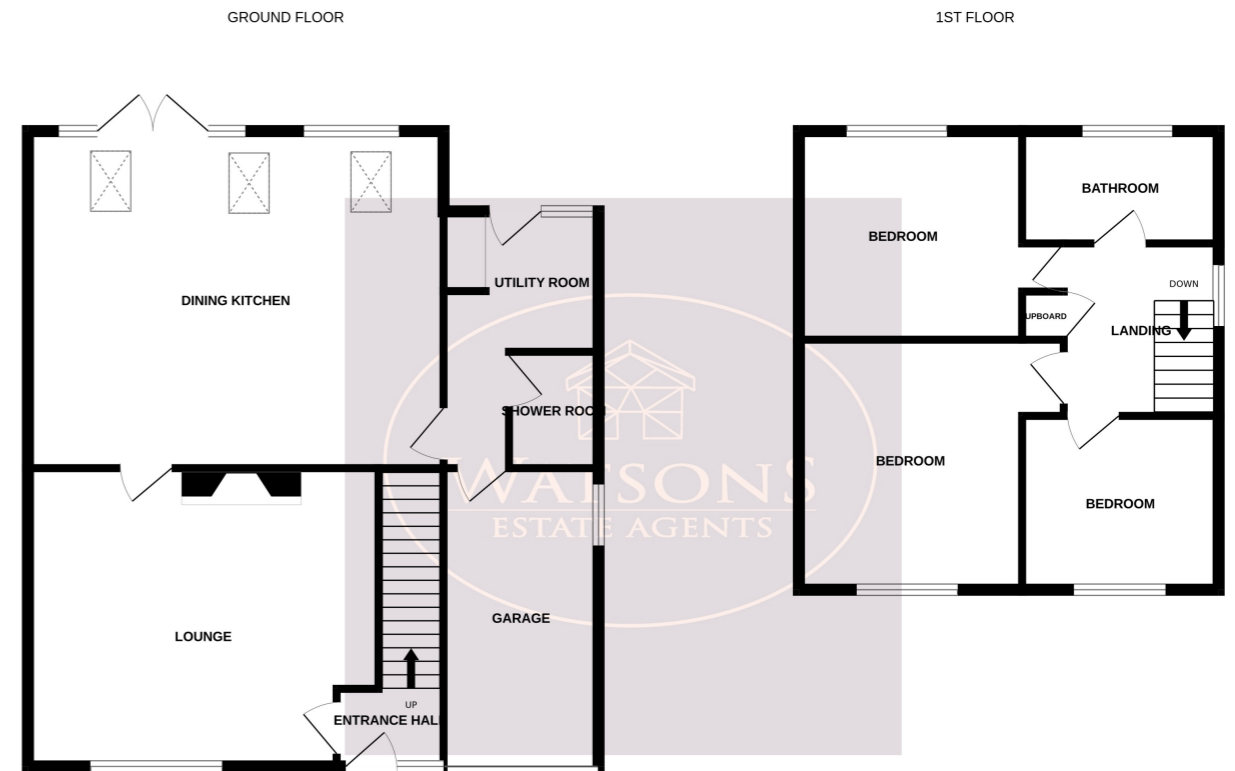 GROUND FLOOR
1ST FLOOR
DINING KITCHEN
UTILITY ROOM
SHOWER ROO
LOUNGE
GARAGE
UP
ENTRANCE HAL
BATHROOM
BEDROOM
DOWN
UPBOARD
LANDING
BEDROOM
BEDROOM
WATSONS
ESTATE AGENTS